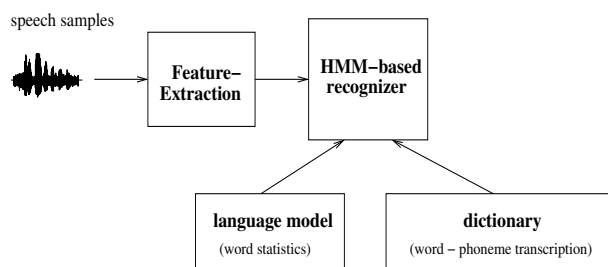 speech samples
Feature–
Extraction
HMM–based
recognizer
language model
(word statistics)
dictionary
(word – phoneme transcription)